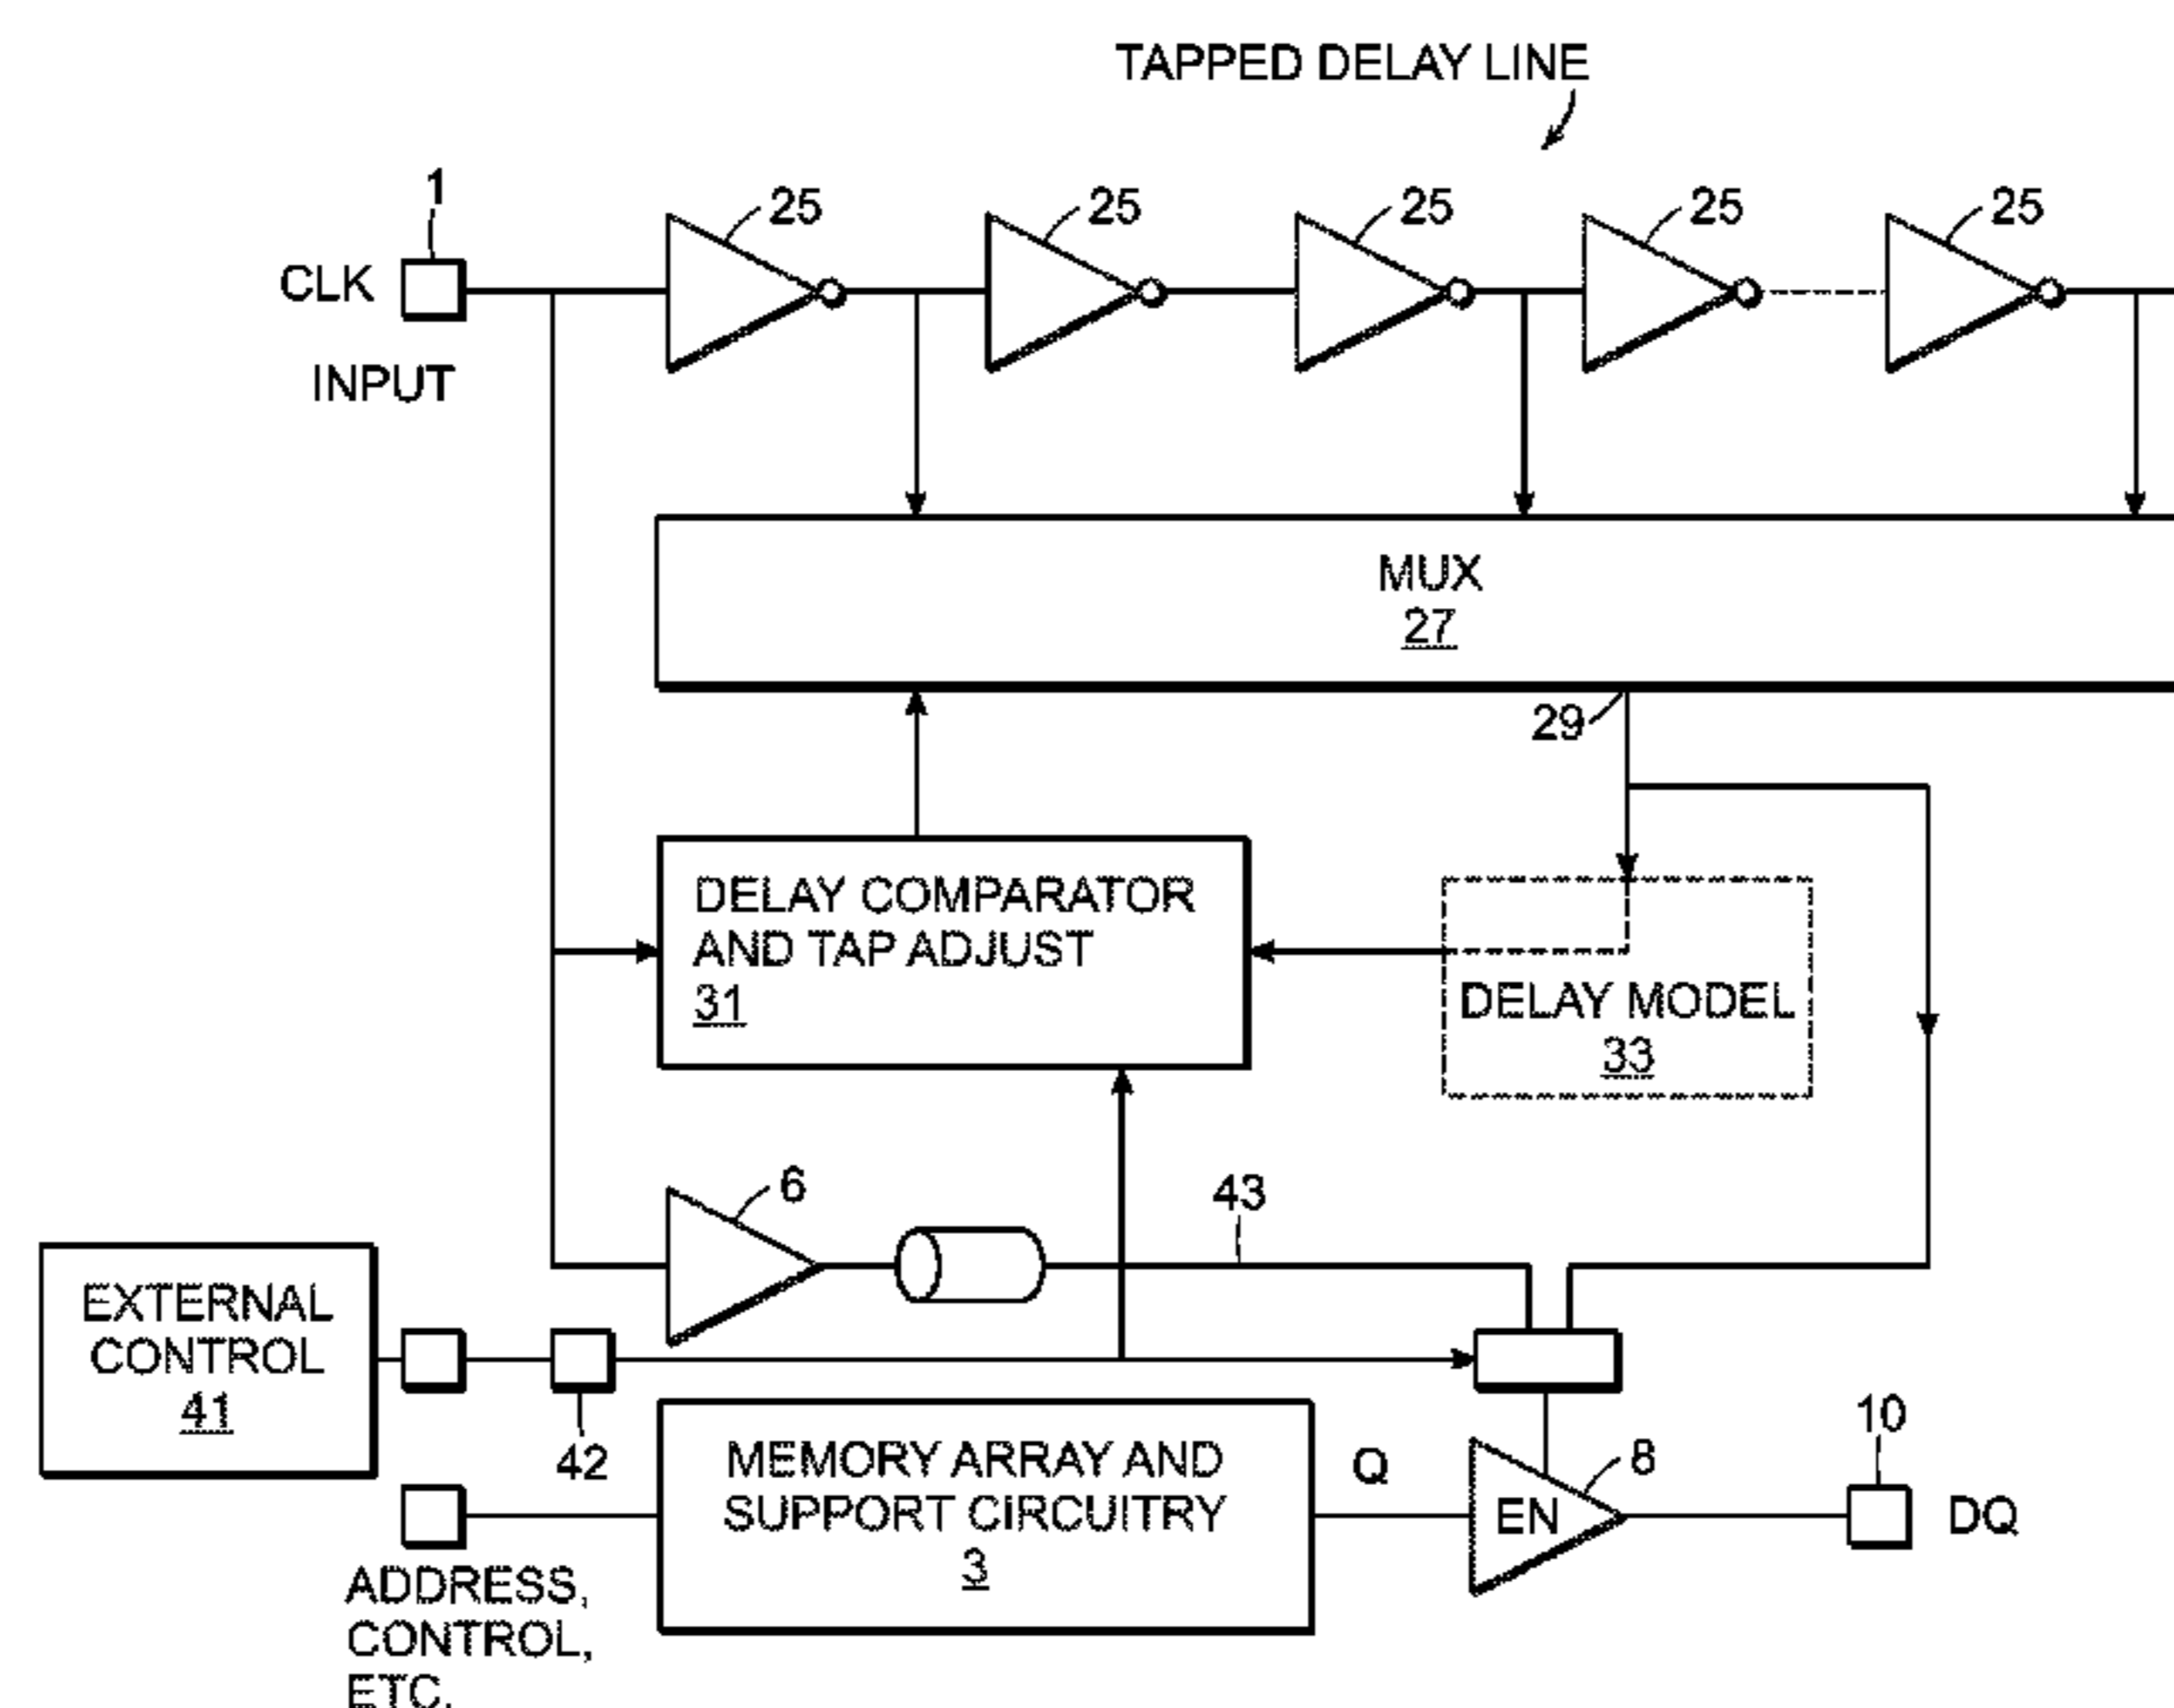 TAPPED DELAY LINE
1
25
25
25
25
25
CLK
INPUT
MUX
27
29
DELAY COMPARATOR
AND TAP ADJUST
31
DELAY MODEL
33
6
43
EXTERNAL
CONTROL
41
42
MEMORY ARRAY AND
SUPPORT CIRCUITRY
3
Q
EN
8
10
DQ
ADDRESS,
CONTROL,
ETC.